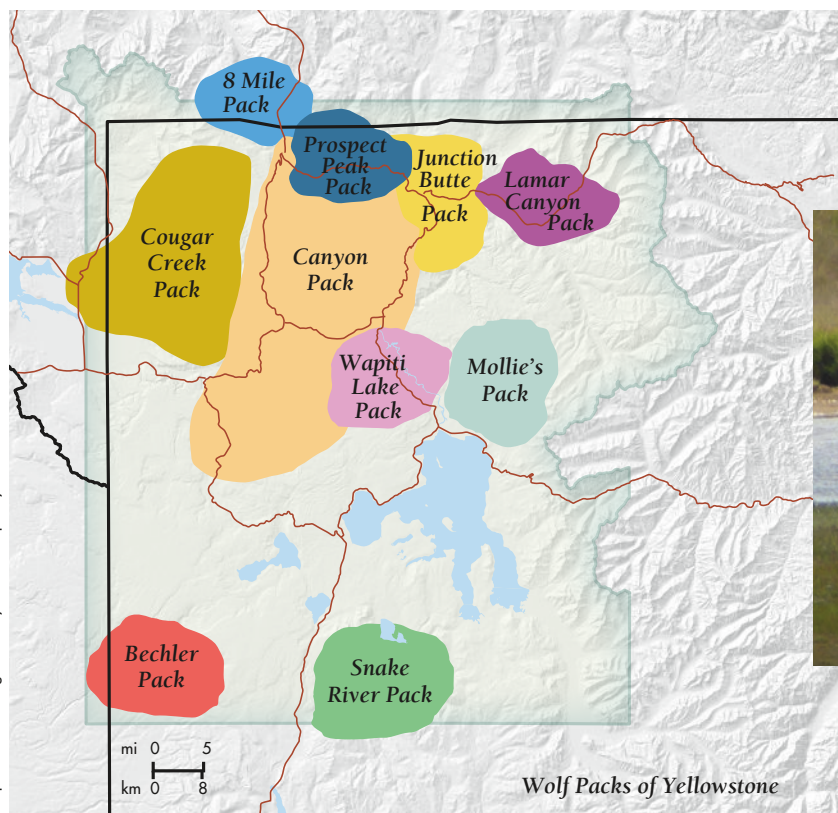 8 Mile
Pack
Prospect
Peak
Pack
Junction
Butte
Pack
Lamar
Canyon
Pack
Cougar
Creek
Pack
Canyon
Pack
Wapiti
Lake
Pack
Mollie's
Pack
Bechler
Pack
Snake
River Pack
mi 0 5
km 0 8
Wolf Packs of Yellowstone